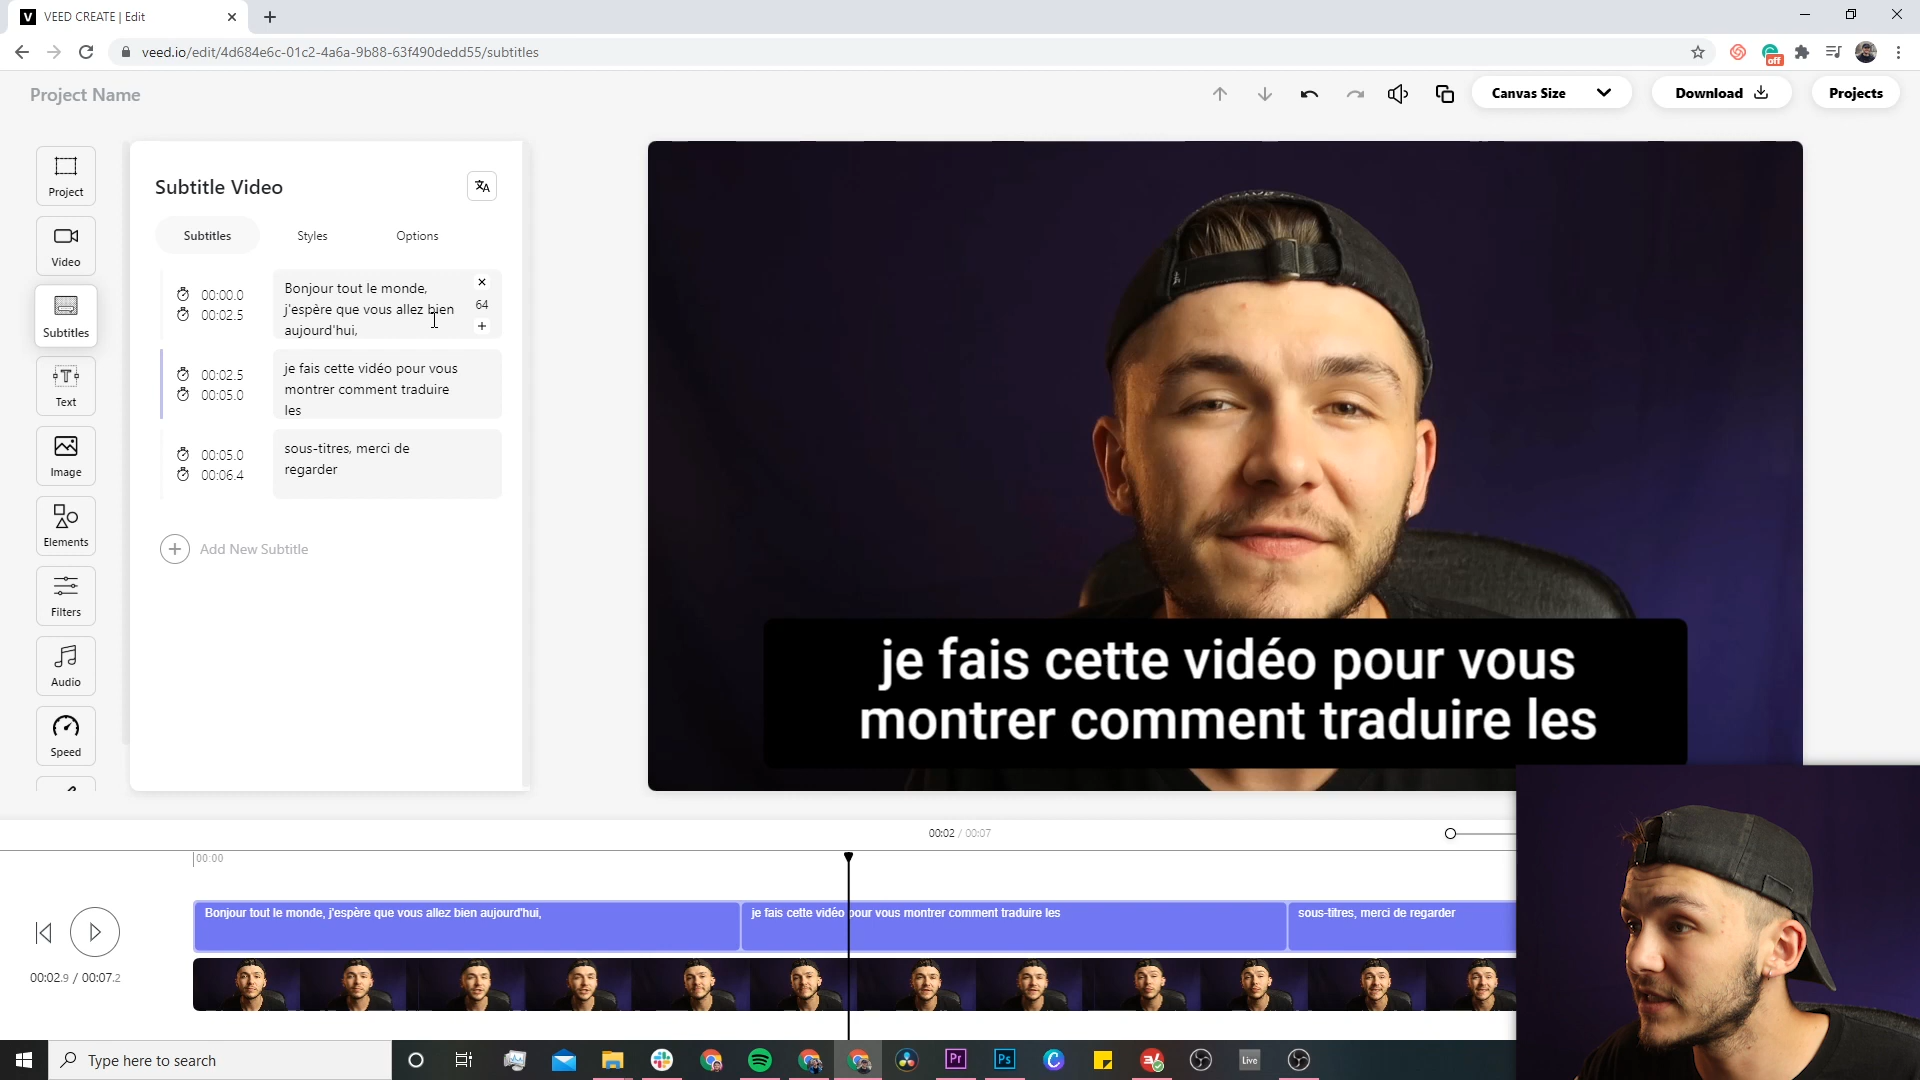 VEED CREATE | Edit
veed.io/edit/4d684e6c-01c2-4a6a-9b88-63f490dedd55/subtitles
off
Project Name
Canvas Size
Download
Projects
Project
Video
Subtitles
Text
Image
Elements
Filters
Audio
Speed
Subtitle Video
Subtitles
Styles
Options
00:00.0
00:02.5
Bonjour tout le monde,
j'espère que vous allez bien
aujourd'hui,
64
00:02.5
00:05.0
je fais cette vidéo pour vous
montrer comment traduire
les
00:05.0
00:06.4
sous-titres, merci de
regarder
Add New Subtitle
je fais cette vidéo pour vous
montrer comment traduire les
00:02 / 00:07
00:00
Bonjour tout le monde, j'espère que vous allez bien aujourd'hui,
je fais cette vidéo pour vous montrer comment traduire les
sous-titres, merci de regarder
00:02.9 / 00:07.2
Type here to search
Pr
Ps
Live